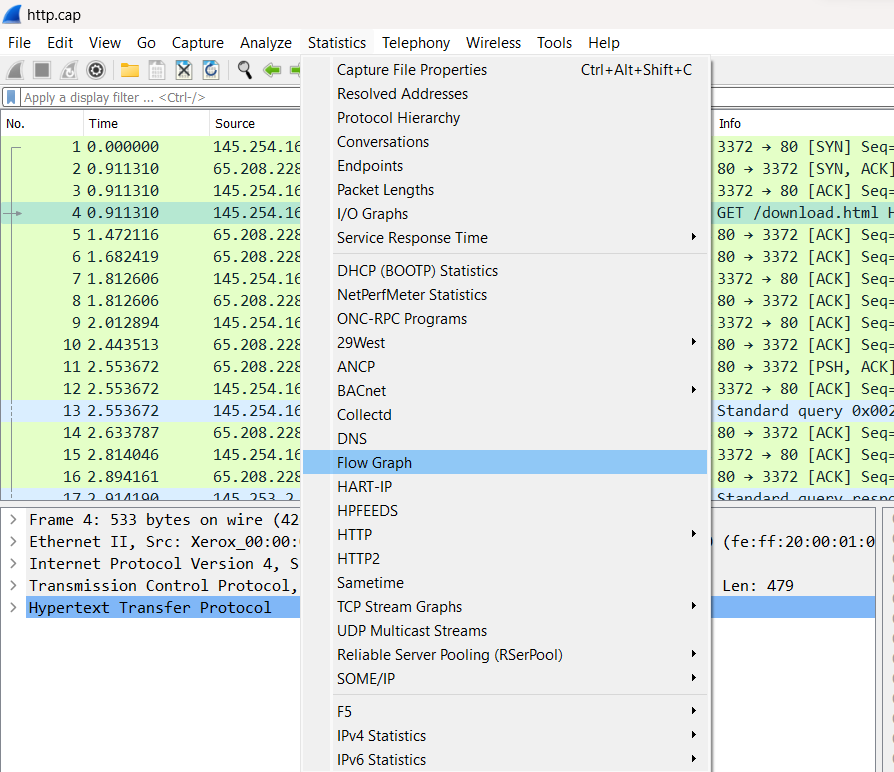 http.cap
File Edit View Go Capture Analyze Statistics Telephony Wireless Tools Help
Apply a display filter ... <Ctrl-/>
No. Time Source Info
1 0.000000 145.254.16 3372 → 80 [SYN] Seq=
2 0.911310 65.208.228 80 → 3372 [SYN, ACK]
3 0.911310 145.254.16 3372 → 80 [ACK] Seq=
4 0.911310 145.254.16 GET /download.html H
5 1.472116 65.208.228 80 → 3372 [ACK] Seq=
6 1.682419 65.208.228 80 → 3372 [ACK] Seq=
7 1.812606 145.254.16 3372 → 80 [ACK] Seq=
8 1.812606 65.208.228 80 → 3372 [ACK] Seq=
9 2.012894 145.254.16 3372 → 80 [ACK] Seq=
10 2.443513 65.208.228 80 → 3372 [ACK] Seq=
11 2.553672 65.208.228 80 → 3372 [PSH, ACK]
12 2.553672 145.254.16 3372 → 80 [ACK] Seq=
13 2.553672 145.254.16 Standard query 0x002
14 2.633787 65.208.228 80 → 3372 [ACK] Seq=
15 2.814046 145.254.16 3372 → 80 [ACK] Seq=
16 2.894161 65.208.228 80 → 3372 [ACK] Seq=
17 2.914190 145.253.2 Standard query respo
Capture File Properties Ctrl+Alt+Shift+C
Resolved Addresses
Protocol Hierarchy
Conversations
Endpoints
Packet Lengths
I/O Graphs
Service Response Time
DHCP (BOOTP) Statistics
NetPerfMeter Statistics
ONC-RPC Programs
29West
ANCP
BACnet
Collectd
DNS
Flow Graph
HART-IP
HPFEEDS
HTTP
HTTP2
Sametime
TCP Stream Graphs
UDP Multicast Streams
Reliable Server Pooling (RSerPool)
SOME/IP
F5
IPv4 Statistics
IPv6 Statistics
Frame 4: 533 bytes on wire (42
Ethernet II, Src: Xerox_00:00: (fe:ff:20:00:01:0
Internet Protocol Version 4, S
Transmission Control Protocol, Len: 479
Hypertext Transfer Protocol